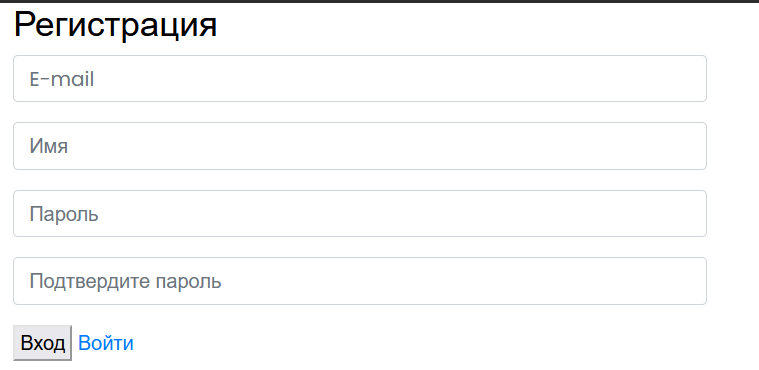 Регистрация
E-mail
Имя
Пароль
Подтвердите пароль
Вход Войти